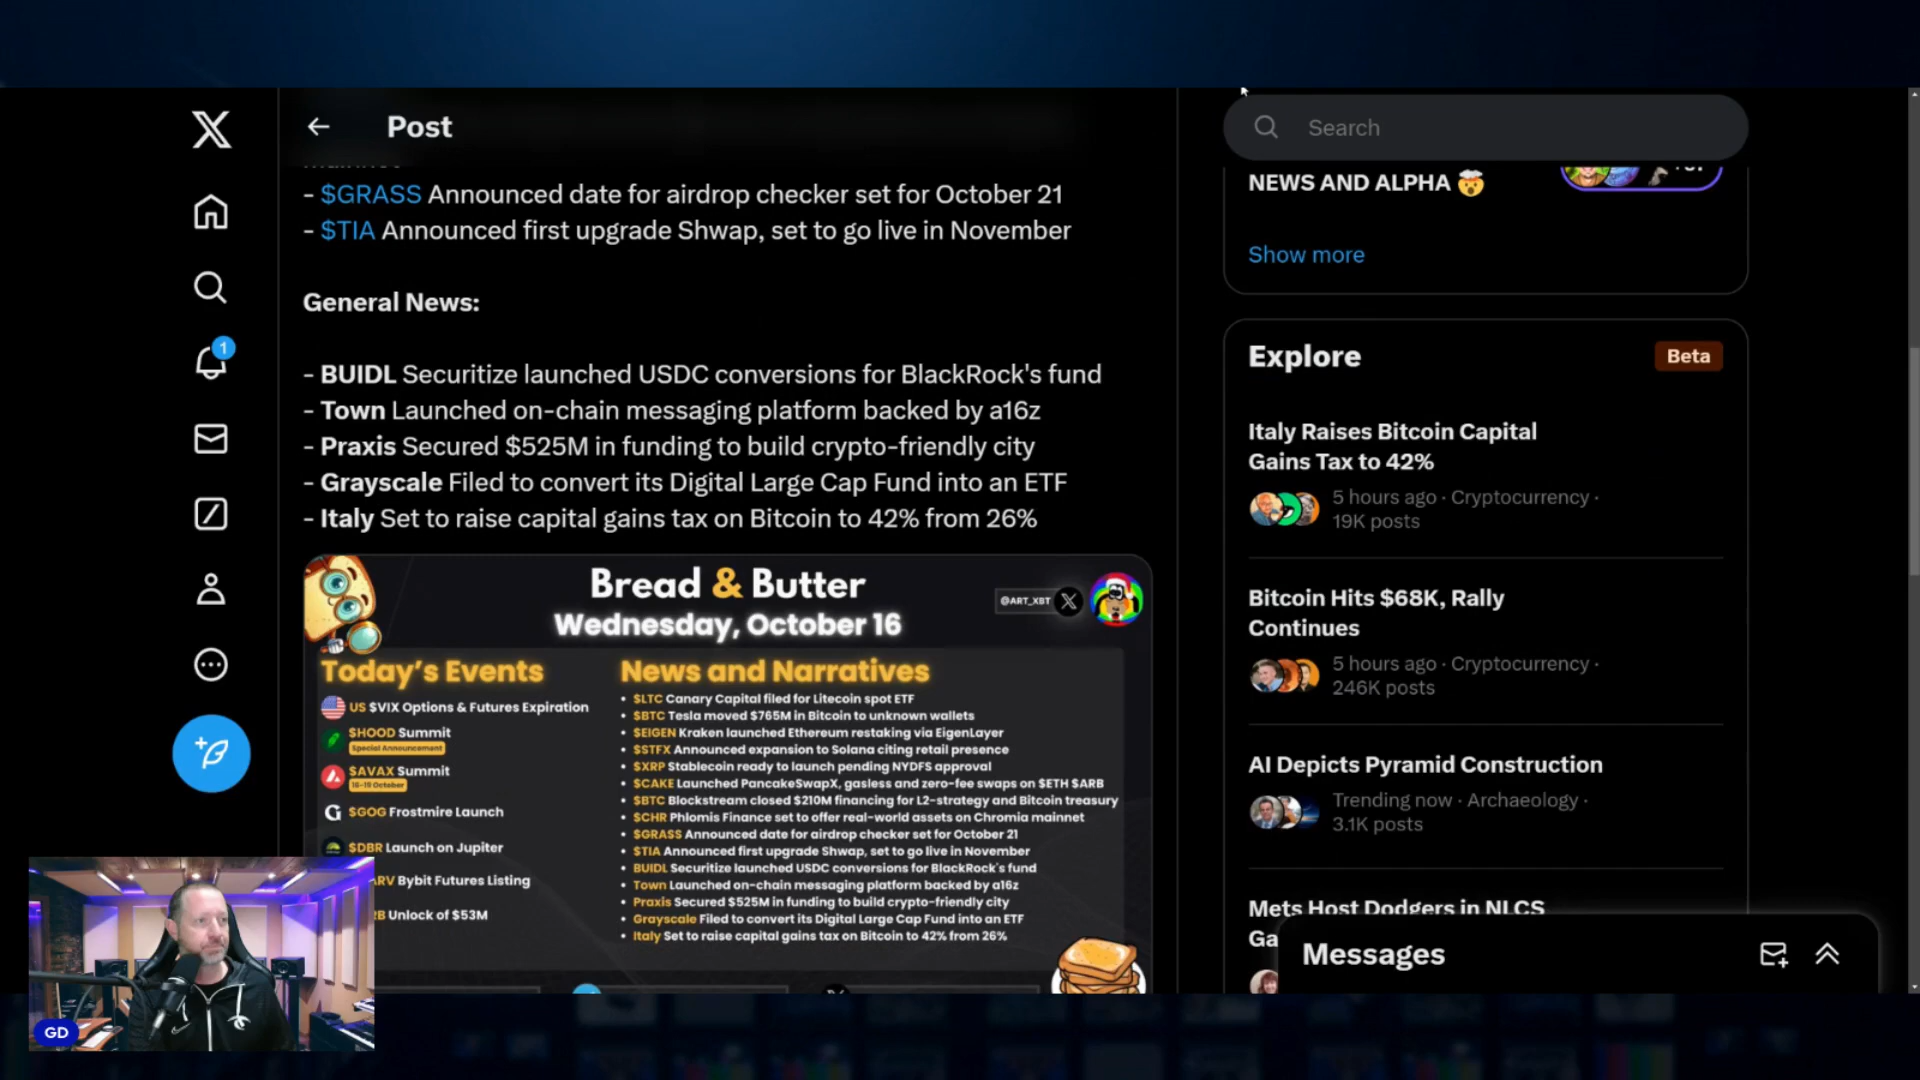 Post
- $GRASS Announced date for airdrop checker set for October 21
- $TIA Announced first upgrade Shwap, set to go live in November
General News:
- BUIDL Securitize launched USDC conversions for BlackRock's fund
- Town Launched on-chain messaging platform backed by a16z
- Praxis Secured $525M in funding to build crypto-friendly city
- Grayscale Filed to convert its Digital Large Cap Fund into an ETF
- Italy Set to raise capital gains tax on Bitcoin to 42% from 26%
Bread & Butter
Wednesday, October 16
@ART_XBT
Today's Events
US $VIX Options & Futures Expiration
$HOOD Summit
Special Announcement
$AVAX Summit
16-19 October
$GOG Frostmire Launch
$DBR Launch on Jupiter
RV Bybit Futures Listing
B Unlock of $53M
News and Narratives
• $LTC Canary Capital filed for Litecoin spot ETF
• $BTC Tesla moved $765M in Bitcoin to unknown wallets
• $EIGEN Kraken launched Ethereum restaking via EigenLayer
• $STFX Announced expansion to Solana citing retail presence
• $XRP Stablecoin ready to launch pending NYDFS approval
• $CAKE Launched PancakeSwapX, gasless and zero-fee swaps on $ETH $ARB
• $BTC Blockstream closed $210M financing for L2-strategy and Bitcoin treasury
• $CHR Phlomis Finance set to offer real-world assets on Chromia mainnet
• $GRASS Announced date for airdrop checker set for October 21
• $TIA Announced first upgrade Shwap, set to go live in November
• BUIDL Securitize launched USDC conversions for BlackRock's fund
• Town Launched on-chain messaging platform backed by a16z
• Praxis Secured $525M in funding to build crypto-friendly city
• Grayscale Filed to convert its Digital Large Cap Fund into an ETF
• Italy Set to raise capital gains tax on Bitcoin to 42% from 26%
1
GD
Search
NEWS AND ALPHA 🤯
Show more
Explore
Beta
Italy Raises Bitcoin Capital
Gains Tax to 42%
5 hours ago · Cryptocurrency ·
19K posts
Bitcoin Hits $68K, Rally
Continues
5 hours ago · Cryptocurrency ·
246K posts
AI Depicts Pyramid Construction
Trending now · Archaeology ·
3.1K posts
Mets Host Dodgers in NLCS
Ga
Messages